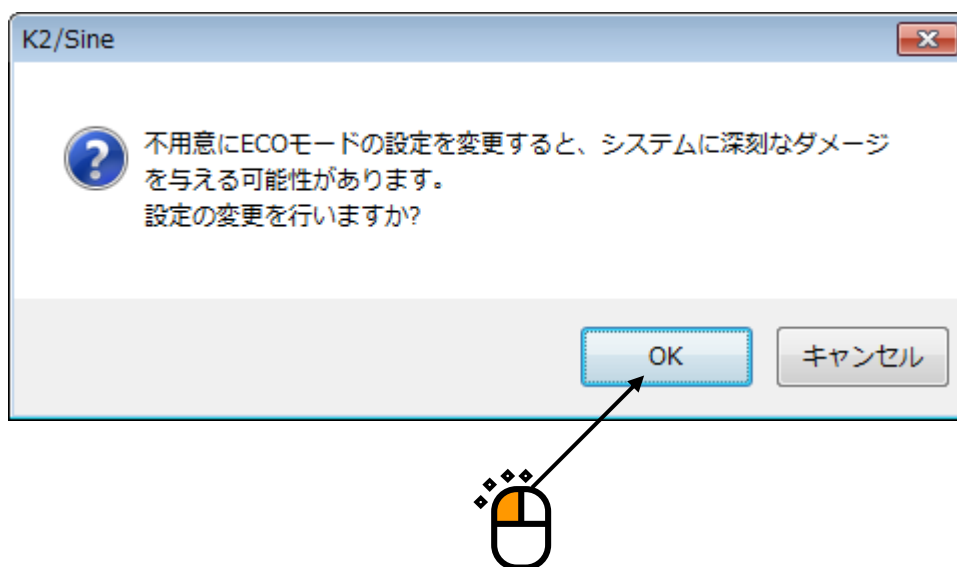 K2/Sine
不用意にECOモードの設定を変更すると、システムに深刻なダメージ
を与える可能性があります。
設定の変更を行いますか?
OK
キャンセル